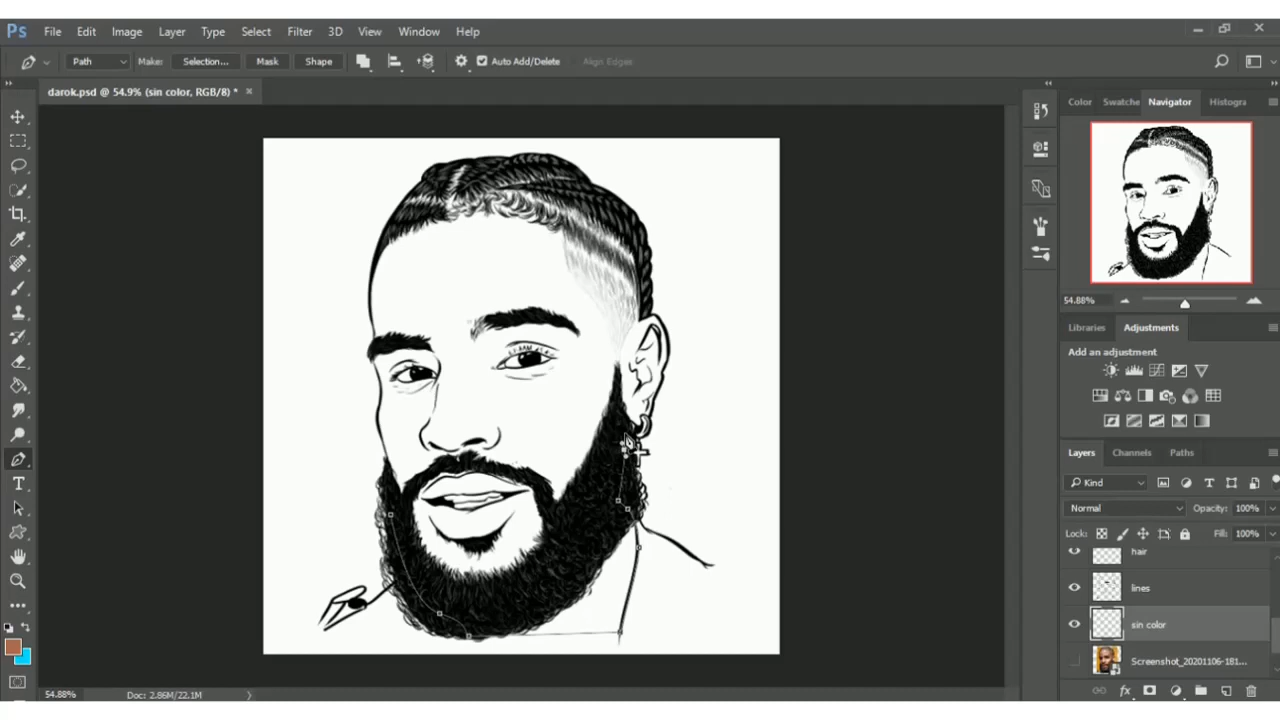 Ps File Edit Image Layer Type Select Filter 3D View Window Help
Path Make: Selection... Mask Shape Auto Add/Delete Align Edges
darok.psd @ 54.9% (sin color, RGB/8) * ×
Color Swatche Navigator Histogra
54.88%
Libraries Adjustments
Add an adjustment
Layers Channels Paths
Kind
Normal Opacity: 100%
Lock: Fill: 100%
hair
lines
sin color
Screenshot_20201106-181...
54.88% Doc: 2.86M/22.1M